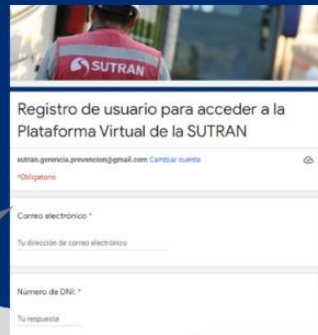 SUTRAN
Registro de usuario para acceder a la
Plataforma Virtual de la SUTRAN
sutran.gerencia.prevencion@gmail.com Cambiar cuenta
*Obligatorio
Correo electrónico *
Tu dirección de correo electrónico
Número de DNI: *
Tu respuesta